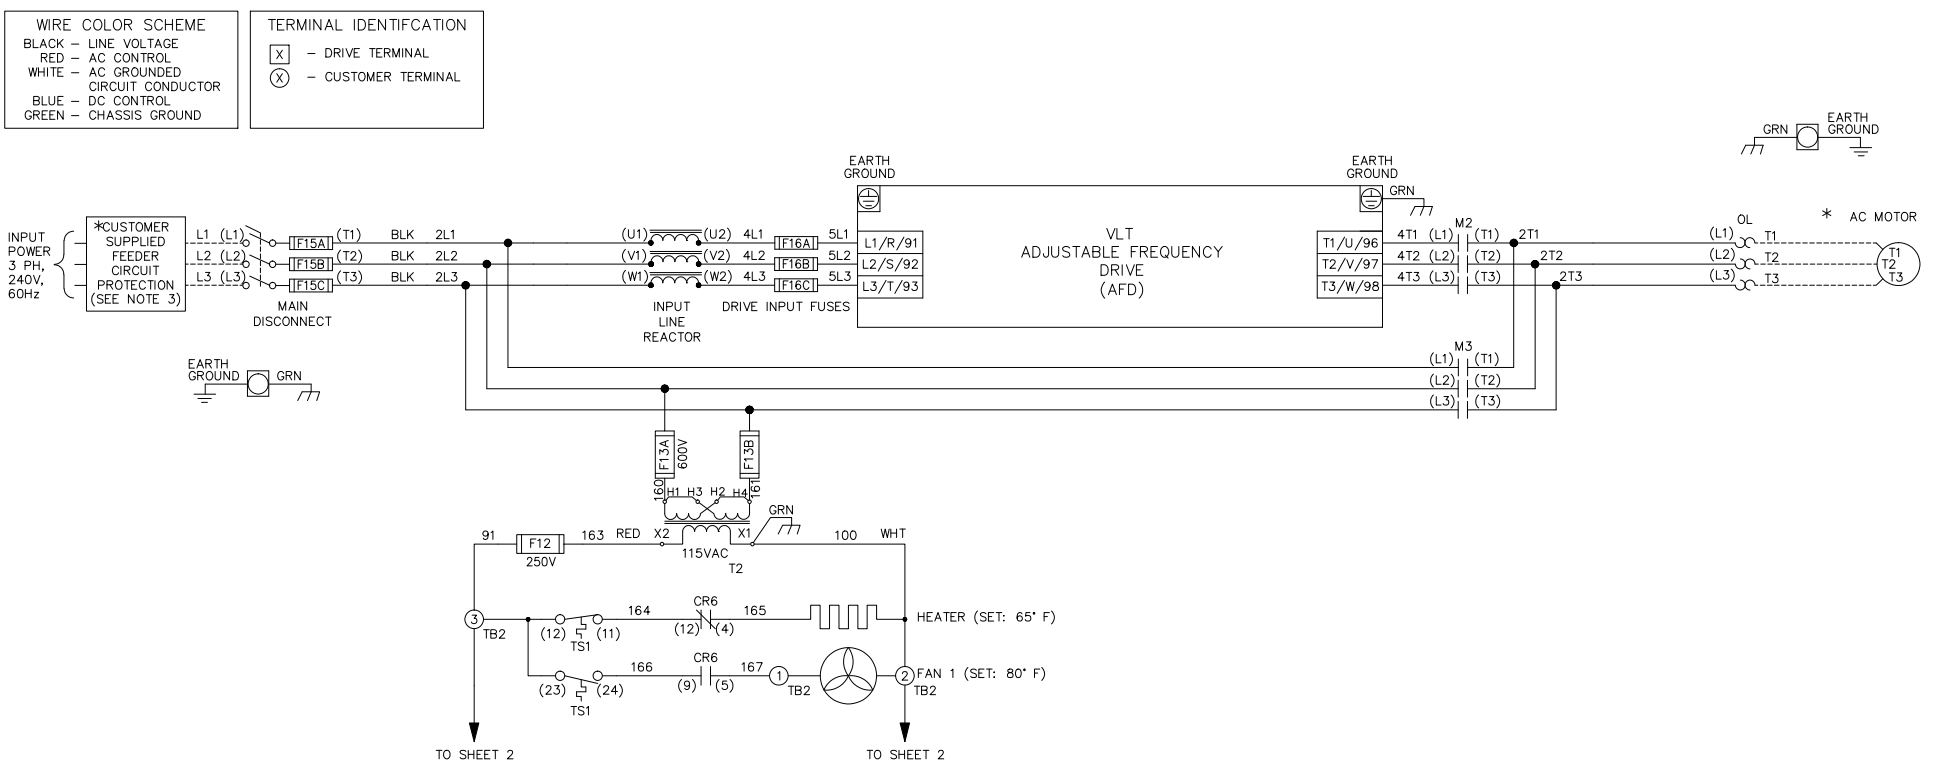 WIRE COLOR SCHEME
BLACK – LINE VOLTAGE
RED – AC CONTROL
WHITE – AC GROUNDED
CIRCUIT CONDUCTOR
BLUE – DC CONTROL
GREEN – CHASSIS GROUND
TERMINAL IDENTIFCATION
X – DRIVE TERMINAL
X – CUSTOMER TERMINAL
GRN
EARTH
GROUND
INPUT
POWER
3 PH,
240V,
60Hz
*CUSTOMER
SUPPLIED
FEEDER
CIRCUIT
PROTECTION
(SEE NOTE 3)
L1 (L1) F15A (T1) BLK 2L1 (U1) (U2) 4L1 F16A 5L1
L2 (L2) F15B (T2) BLK 2L2 (V1) (V2) 4L2 F16B 5L2
L3 (L3) F15C (T3) BLK 2L3 (W1) (W2) 4L3 F16C 5L3
MAIN
DISCONNECT
INPUT
LINE
REACTOR
DRIVE INPUT FUSES
EARTH
GROUND
L1/R/91
L2/S/92
L3/T/93
VLT
ADJUSTABLE FREQUENCY
DRIVE
(AFD)
EARTH
GROUND
GRN
T1/U/96
T2/V/97
T3/W/98
M2
4T1 (L1) (T1) 2T1
4T2 (L2) (T2) 2T2
4T3 (L3) (T3) 2T3
OL
(L1) T1
(L2) T2
(L3) T3
* AC MOTOR
T1
T2
T3
M3
(L1) (T1)
(L2) (T2)
(L3) (T3)
EARTH
GROUND
GRN
F13A
600V
F13B
160
161
H1 H3 H2 H4
GRN
91 F12 163 RED X2 X1 100 WHT
250V
115VAC
T2
3
TB2
(12) (11)
TS1
164
CR6
(12) (4)
165
HEATER (SET: 65° F)
(23) (24)
TS1
166
CR6
(9) (5)
167
1
TB2
2
TB2
FAN 1 (SET: 80° F)
TO SHEET 2
TO SHEET 2